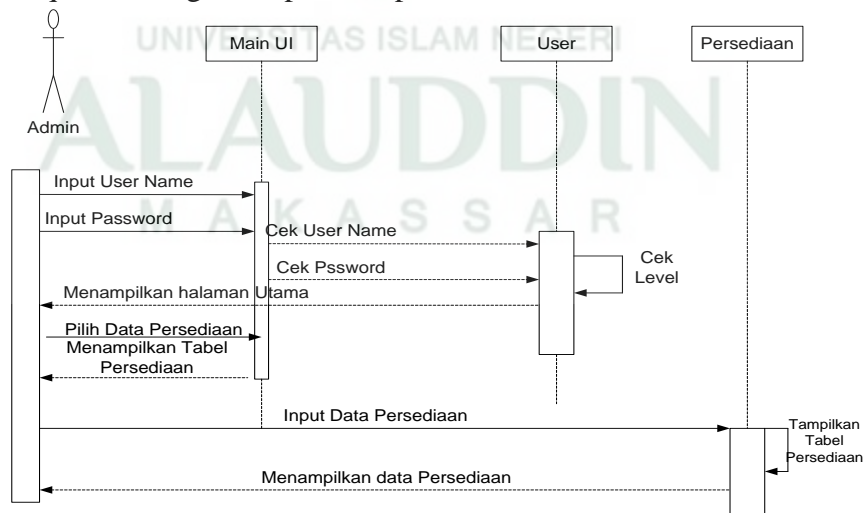 UNIVERSITAS ISLAM NEGERI
ALAUDDIN
MAKASSAR
Main UI
User
Persediaan
Admin
Input User Name
Input Password
Cek User Name
Cek Pssword
Cek
Level
Menampilkan halaman Utama
Pilih Data Persediaan
Menampilkan Tabel
Persediaan
Input Data Persediaan
Tampilkan
Tabel
Persediaan
Menampilkan data Persediaan